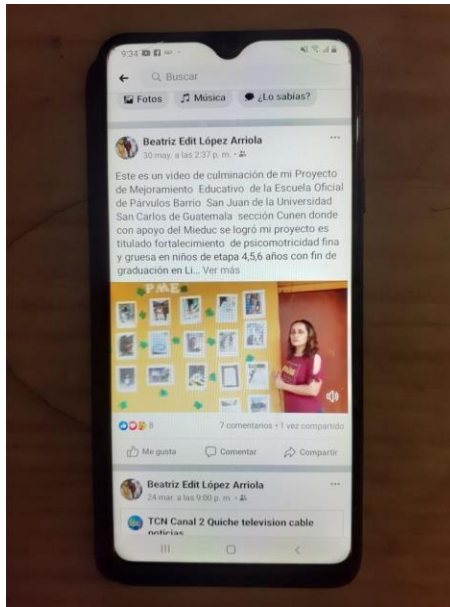 9:34
Buscar
Fotos Música ¿Lo sabías?
Beatriz Edit López Arriola
30 may. a las 2:37 p. m.
Este es un video de culminación de mi Proyecto
de Mejoramiento Educativo de la Escuela Oficial
de Párvulos Barrio San Juan de la Universidad
San Carlos de Guatemala sección Cunen donde
con apoyo del Mieduc se logró mi proyecto es
titulado fortalecimiento de psicomotricidad fina
y gruesa en niños de etapa 4,5,6 años con fin de
graduación en Li... Ver más
PME
8 7 comentarios • 1 vez compartido
Me gusta Comentar Compartir
Beatriz Edit López Arriola
24 mar. a las 9:00 p. m.
TCN Canal 2 Quiche television cable
noticias